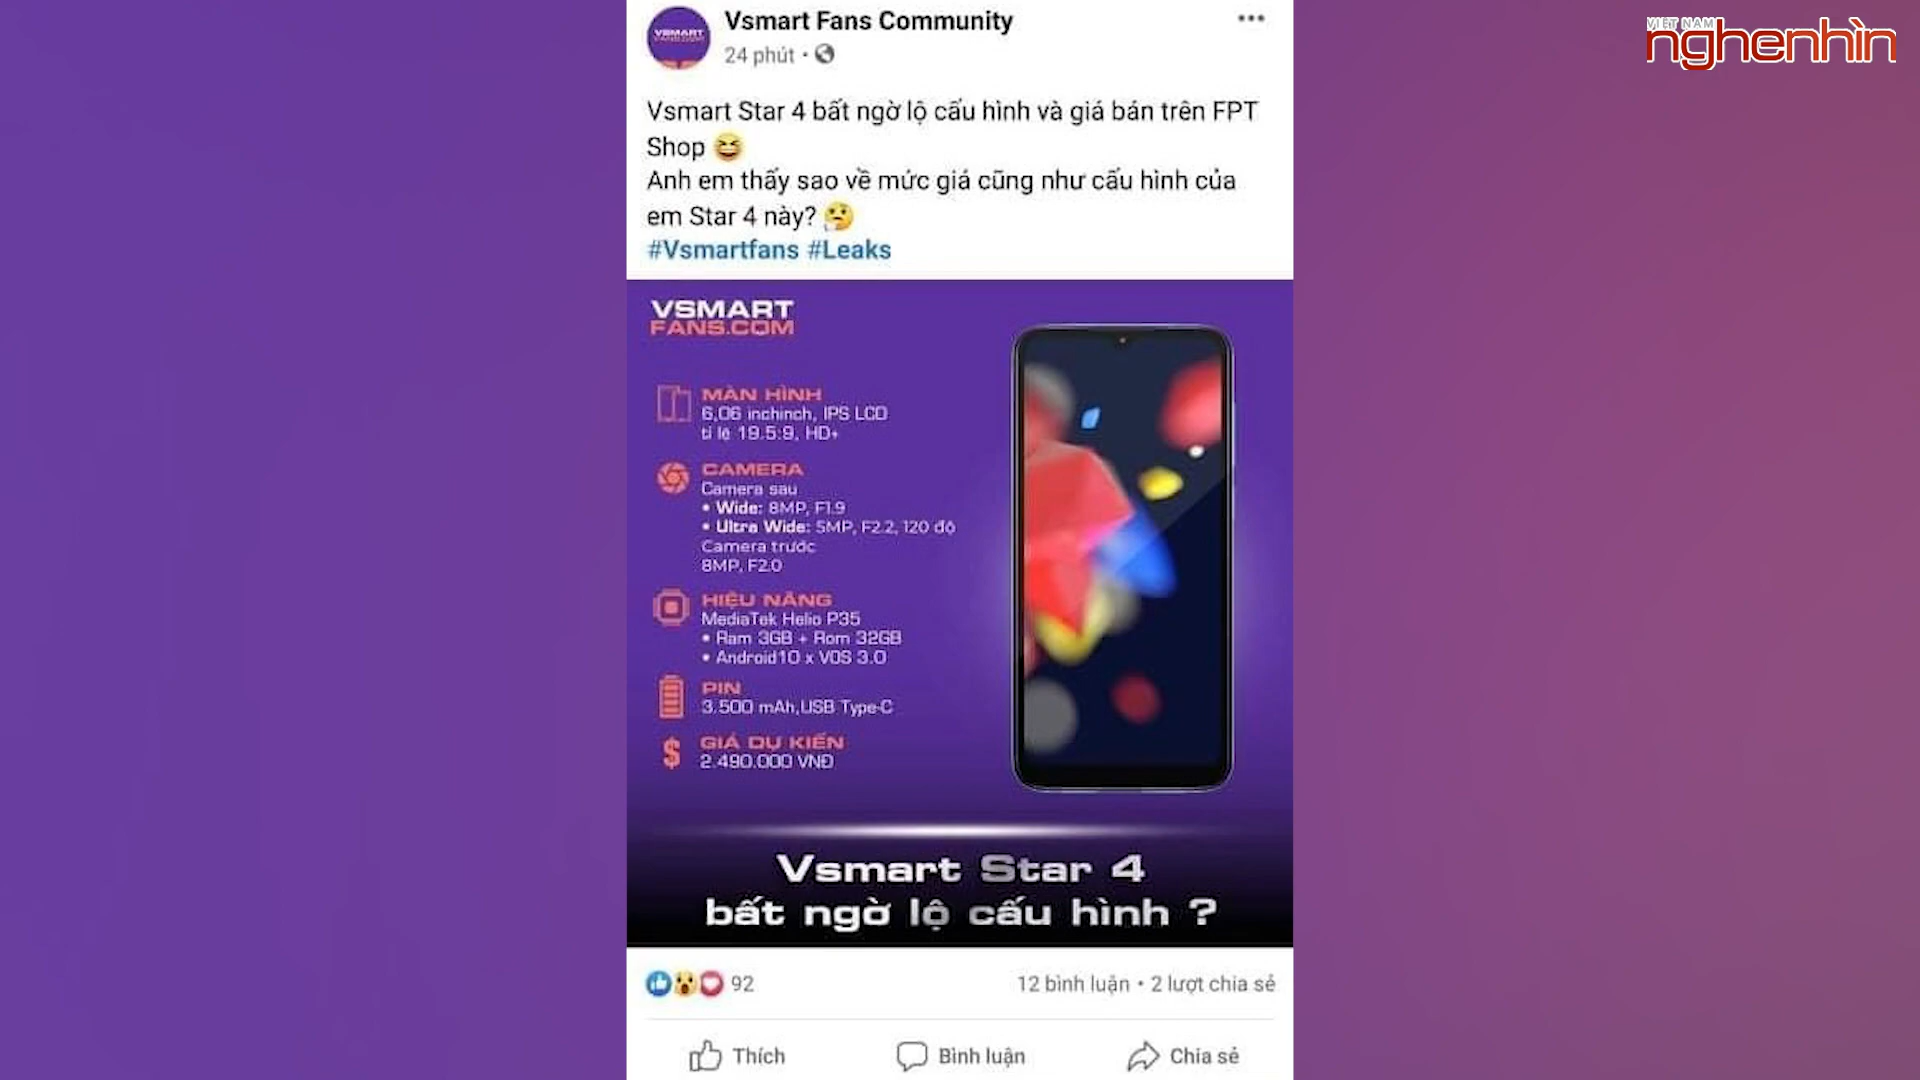 Vsmart Fans Community
24 phút
VIET NAM
nghenhìn
VSMART
Vsmart Star 4 bất ngờ lộ cấu hình và giá bán trên FPT
Shop 😆
Anh em thấy sao về mức giá cũng như cấu hình của
em Star 4 này? 🤔
#Vsmartfans #Leaks
VSMART
FANS.COM
MÀN HÌNH
6,06 inchinch, IPS LCD
tỉ lệ 19.5:9, HD+
CAMERA
Camera sau
• Wide: 8MP, F1.9
• Ultra Wide: 5MP, F2.2, 120 độ
Camera trước
8MP, F2.0
HIỆU NĂNG
MediaTek Helio P35
• Ram 3GB + Rom 32GB
• Android10 x VOS 3.0
PIN
3.500 mAh,USB Type-C
$ GIÁ DỰ KIẾN
2.490.000 VNĐ
Vsmart Star 4
bất ngờ lộ cấu hình ?
92
12 bình luận • 2 lượt chia sẻ
Thích
Bình luận
Chia sẻ